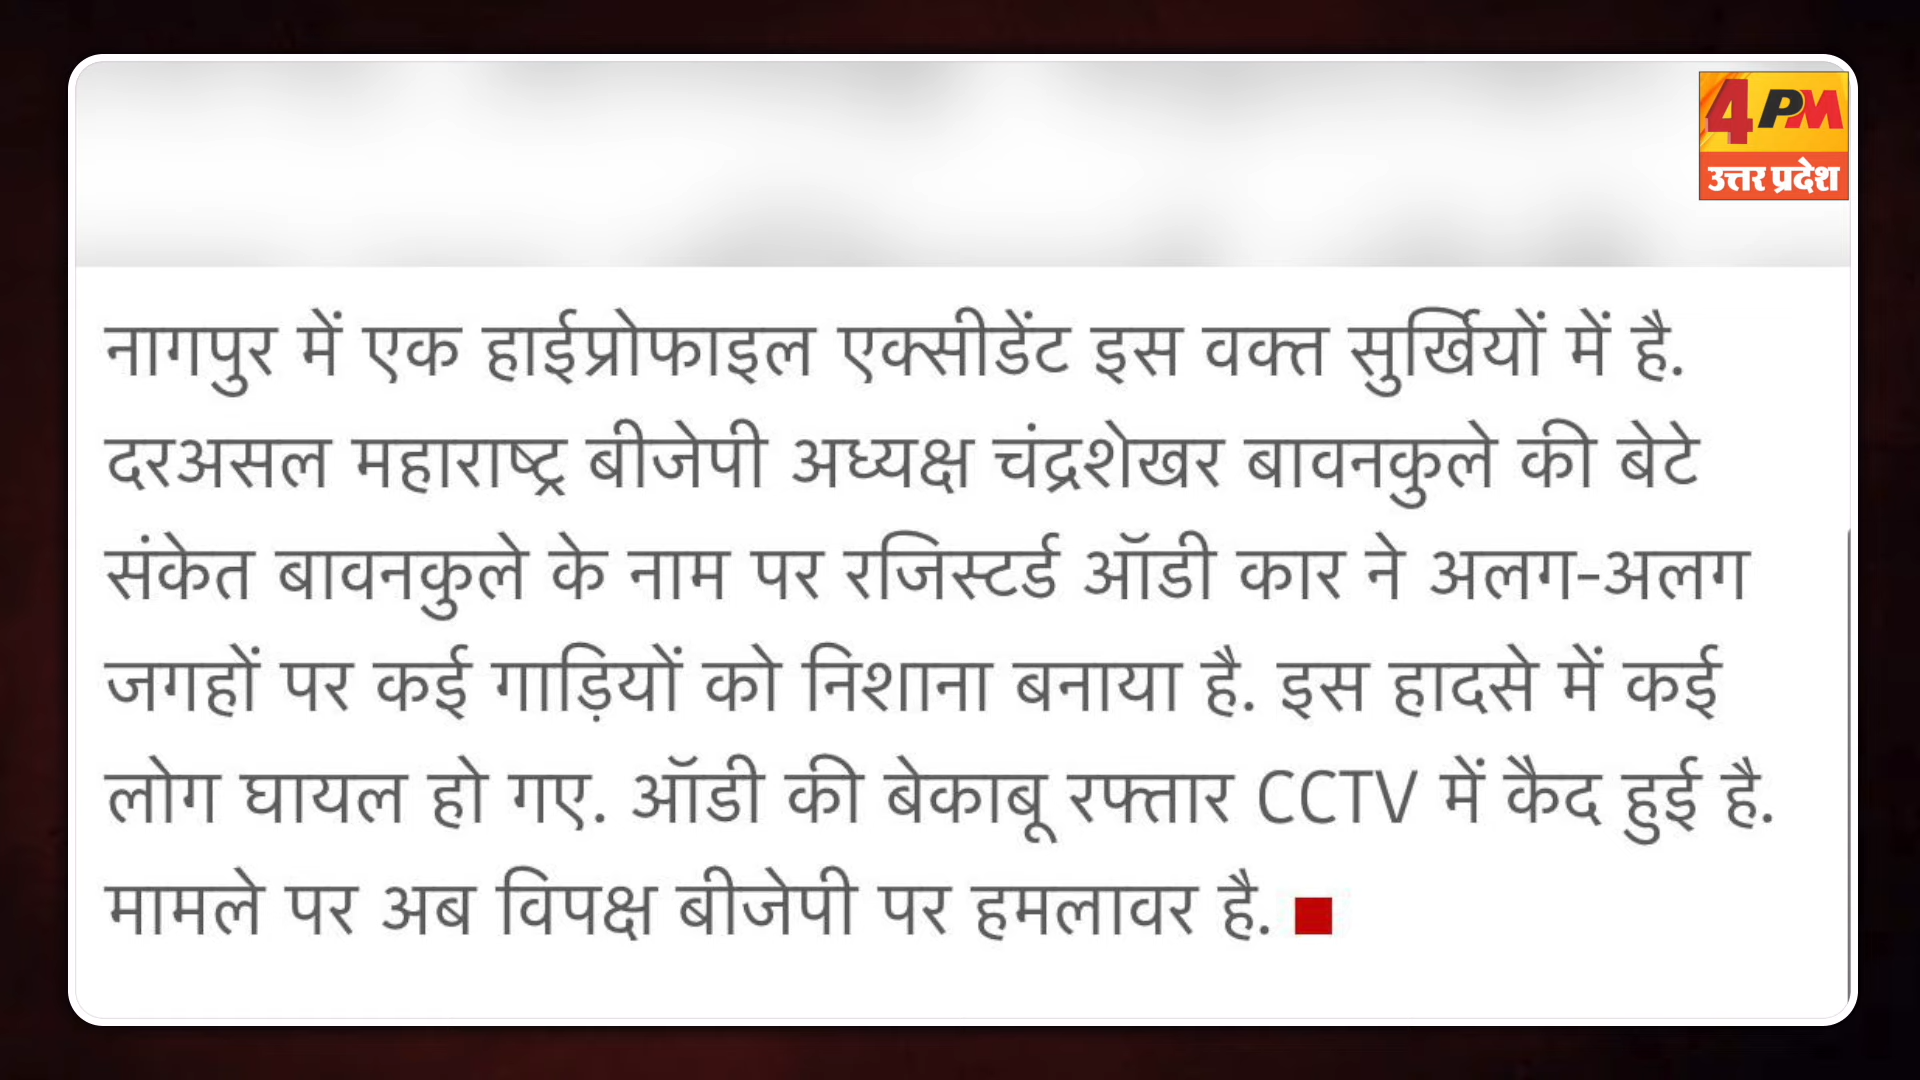 4PM
उत्तर प्रदेश
नागपुर में एक हाईप्रोफाइल एक्सीडेंट इस वक्त सुर्खियों में है.
दरअसल महाराष्ट्र बीजेपी अध्यक्ष चंद्रशेखर बावनकुले की बेटे
संकेत बावनकुले के नाम पर रजिस्टर्ड ऑडी कार ने अलग-अलग
जगहों पर कई गाड़ियों को निशाना बनाया है. इस हादसे में कई
लोग घायल हो गए. ऑडी की बेकाबू रफ्तार CCTV में कैद हुई है.
मामले पर अब विपक्ष बीजेपी पर हमलावर है.